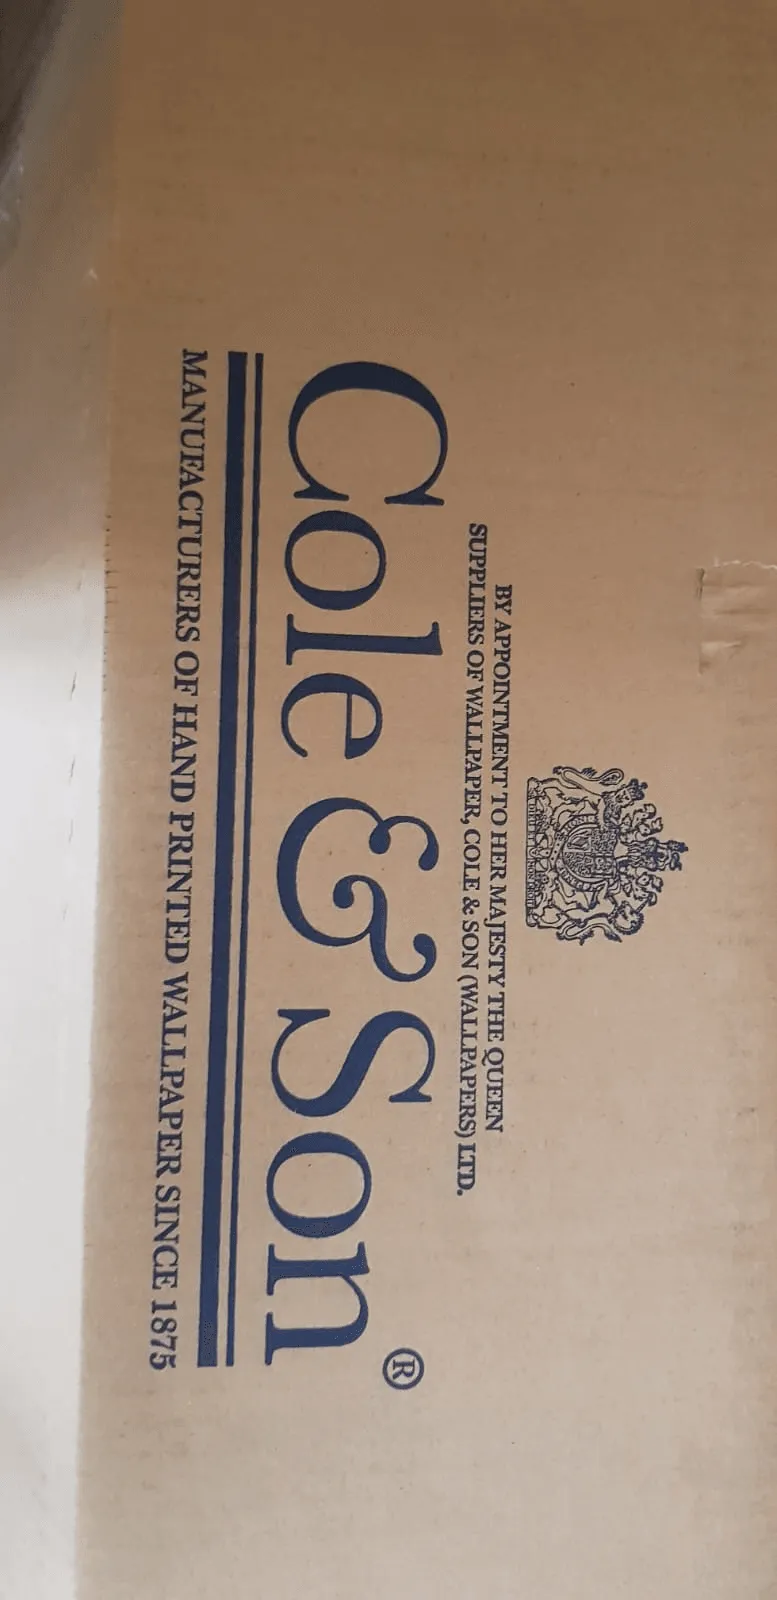 BY APPOINTMENT TO HER MAJESTY THE QUEEN
SUPPLIERS OF WALLPAPER, COLE & SON (WALLPAPERS) LTD.
Cole & Son®
MANUFACTURERS OF HAND PRINTED WALLPAPER SINCE 1875